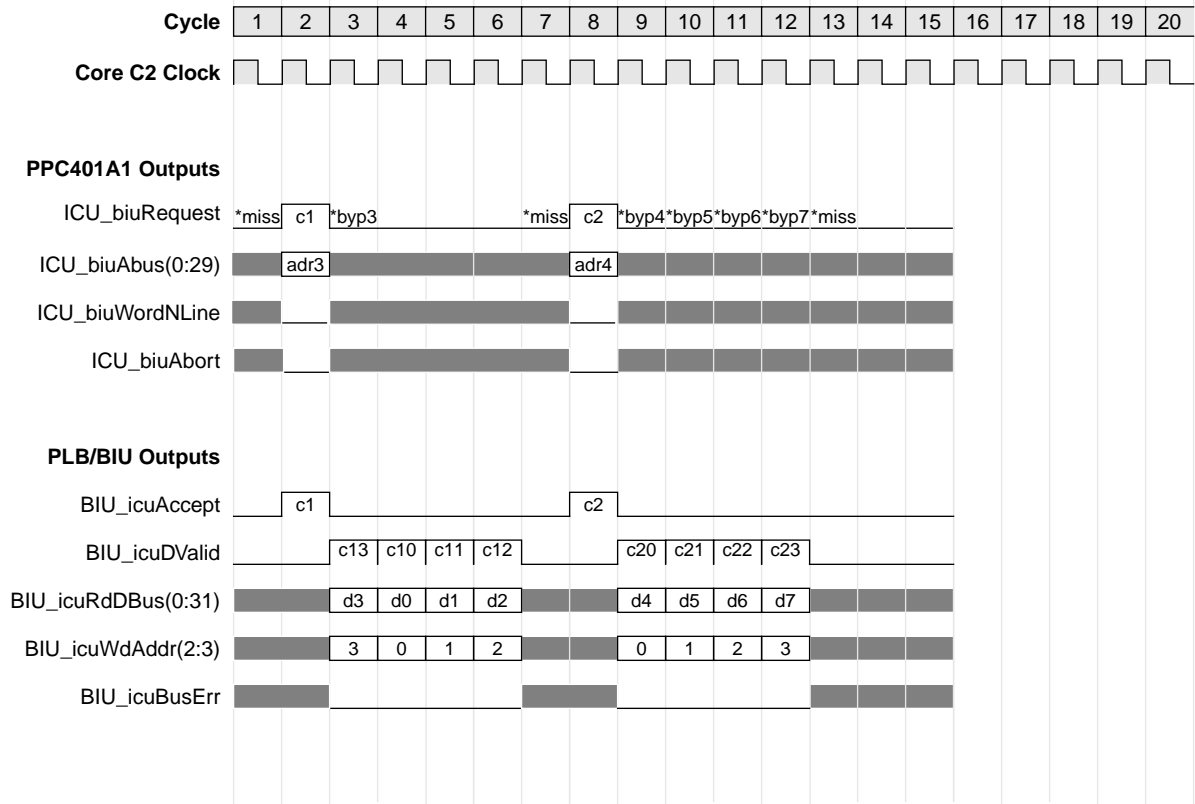 Cycle 1 2 3 4 5 6 7 8 9 10 11 12 13 14 15 16 17 18 19 20
Core C2 Clock
PPC401A1 Outputs
ICU_biuRequest *miss c1 *byp3 *miss c2 *byp4 *byp5 *byp6 *byp7 *miss
ICU_biuAbus(0:29) adr3 adr4
ICU_biuWordNLine
ICU_biuAbort
PLB/BIU Outputs
BIU_icuAccept c1 c2
BIU_icuDValid c13 c10 c11 c12 c20 c21 c22 c23
BIU_icuRdDBus(0:31) d3 d0 d1 d2 d4 d5 d6 d7
BIU_icuWdAddr(2:3) 3 0 1 2 0 1 2 3
BIU_icuBusErr